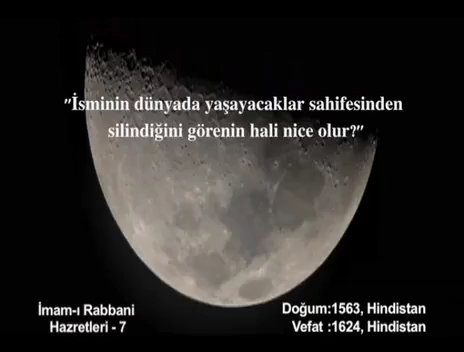 "İsminin dünyada yaşayacaklar sahifesinden
silindiğini görenin hali nice olur?"
İmam-ı Rabbani
Hazretleri - 7
Doğum:1563, Hindistan
Vefat :1624, Hindistan